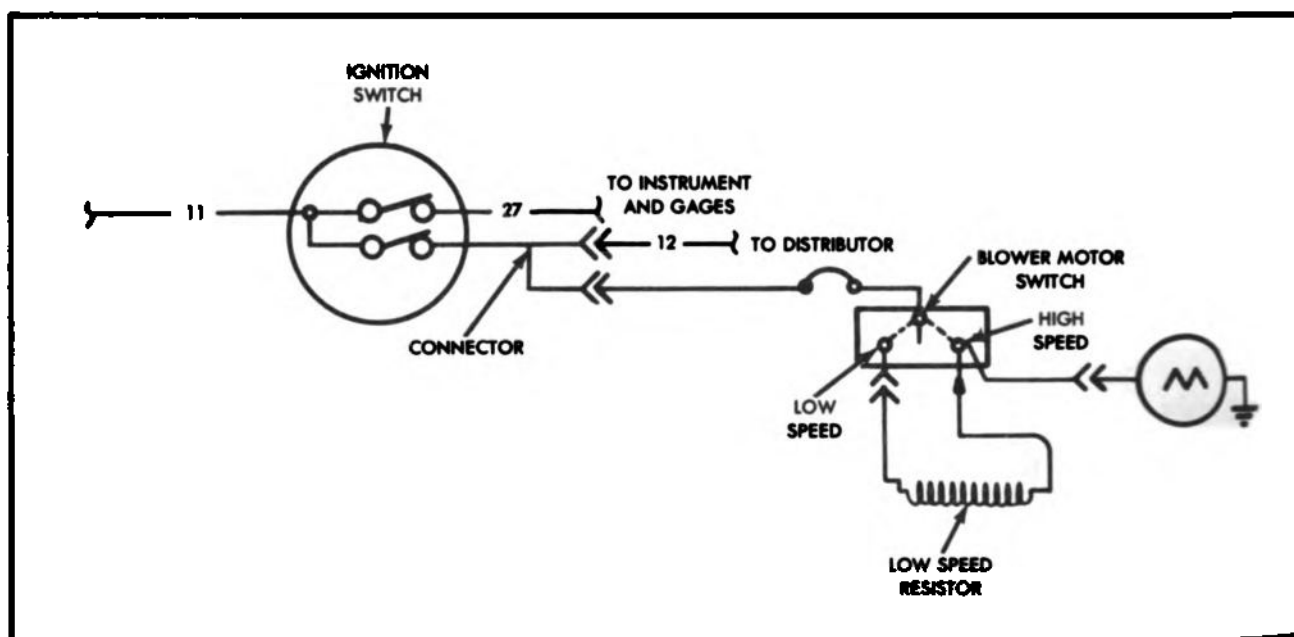 IGNITION
SWITCH
11
27
TO INSTRUMENT
AND GAGES
12
TO DISTRIBUTOR
BLOWER MOTOR
SWITCH
CONNECTOR
HIGH
SPEED
LOW
SPEED
LOW SPEED
RESISTOR